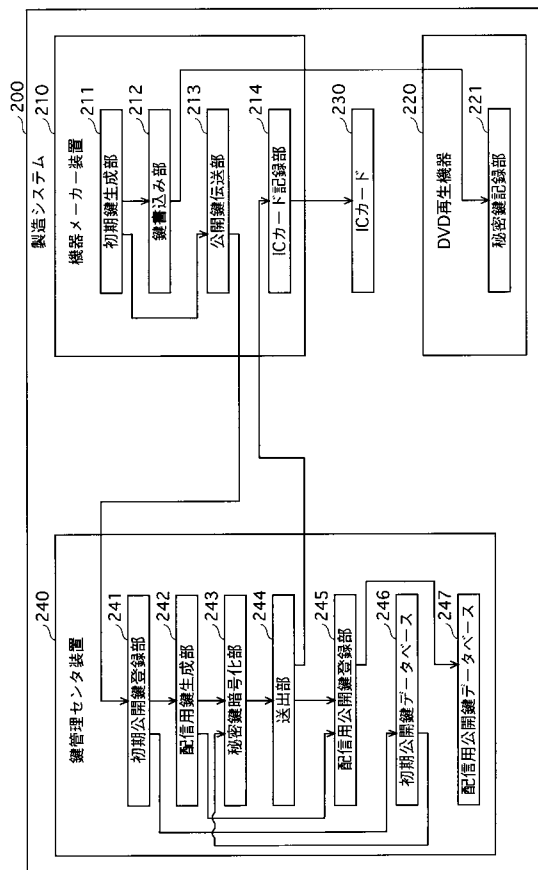 製造システム
200
機器メーカー装置
210
初期鍵生成部
211
鍵書込み部
212
公開鍵伝送部
213
ICカード記録部
214
ICカード
230
DVD再生機器
220
秘密鍵記録部
221
鍵管理センタ装置
240
初期公開鍵登録部
241
配信用鍵生成部
242
秘密鍵暗号化部
243
送出部
244
配信用公開鍵登録部
245
初期公開鍵データベース
246
配信用公開鍵データベース
247